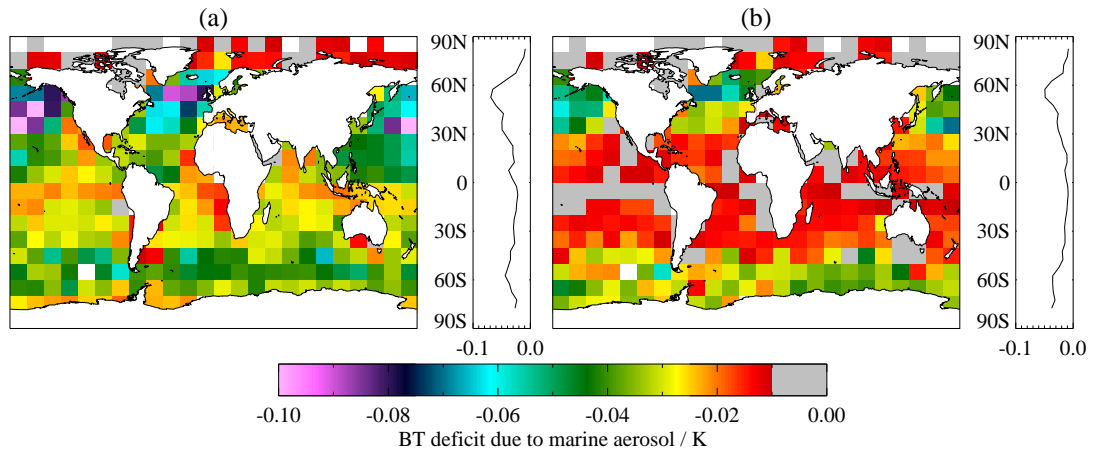 (a)
(b)
90N
60N
30N
0
30S
60S
90S
-0.1
0.0
90N
60N
30N
0
30S
60S
90S
-0.1
0.0
-0.10
-0.08
-0.06
-0.04
-0.02
0.00
BT deficit due to marine aerosol / K